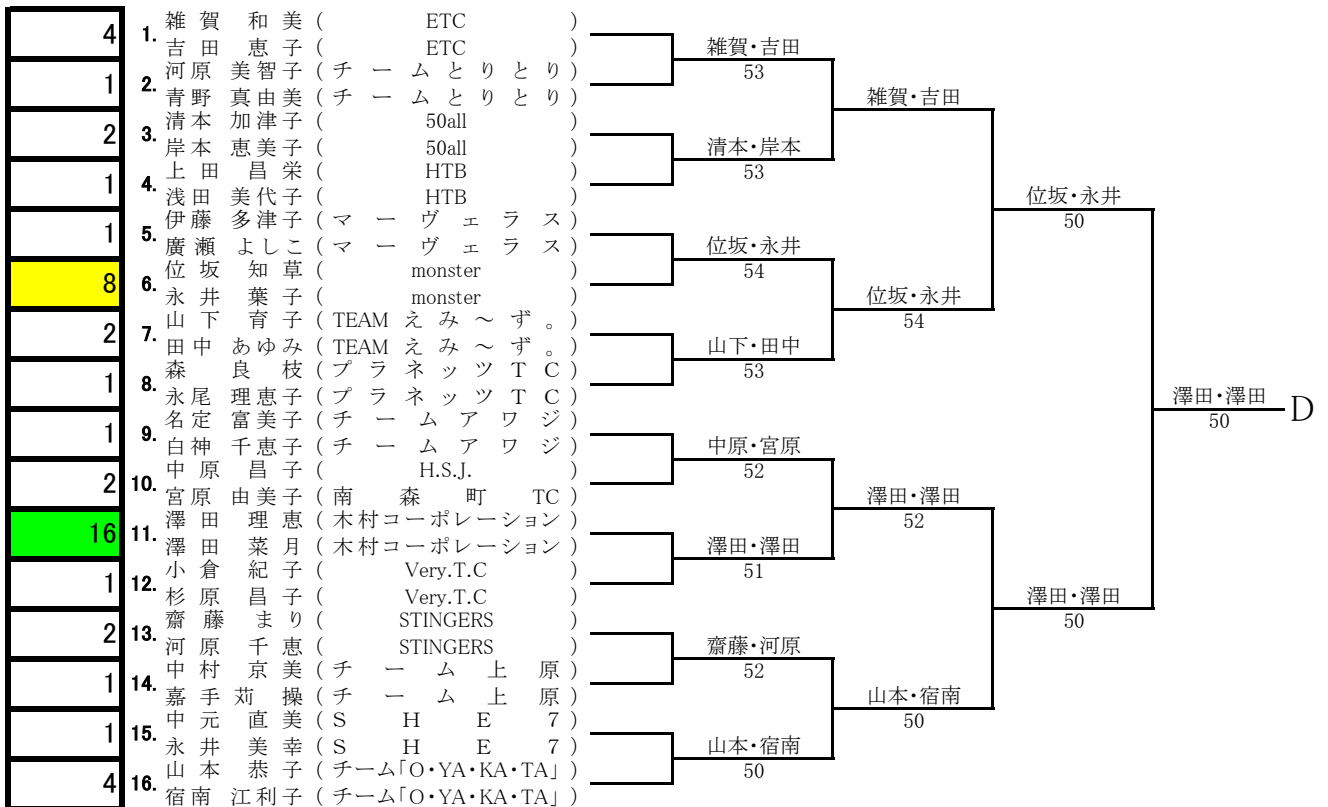 4
1.
雑賀 和美 ( ETC )
吉田 恵子 ( ETC )
1
2.
河原 美智子 ( チームとりとり )
青野 真由美 ( チームとりとり )
2
3.
清本 加津子 ( 50all )
岸本 恵美子 ( 50all )
1
4.
上田 昌栄 ( HTB )
浅田 美代子 ( HTB )
1
5.
伊藤 多津子 ( マーヴェラス )
廣瀬 よしこ ( マーヴェラス )
8
6.
位坂 知草 ( monster )
永井 葉子 ( monster )
2
7.
山下 育子 ( TEAM えみ~ず。 )
田中 あゆみ ( TEAM えみ~ず。 )
1
8.
森 良枝 ( プラネッツTC )
永尾 理恵子 ( プラネッツTC )
1
9.
名定 富美子 ( チームアワジ )
白神 千恵子 ( チームアワジ )
2
10.
中原 昌子 ( H.S.J. )
宮原 由美子 ( 南森町 TC )
16
11.
澤田 理恵 ( 木村コーポレーション )
澤田 菜月 ( 木村コーポレーション )
1
12.
小倉 紀子 ( Very.T.C )
杉原 昌子 ( Very.T.C )
2
13.
齋藤 まり ( STINGERS )
河原 千恵 ( STINGERS )
1
14.
中村 京美 ( チーム上原 )
嘉手苅 操 ( チーム上原 )
1
15.
中元 直美 ( SHE7 )
永井 美幸 ( SHE7 )
4
16.
山本 恭子 ( チーム「O・YA・KA・TA」 )
宿南 江利子 ( チーム「O・YA・KA・TA」 )
雑賀・吉田
53
清本・岸本
53
位坂・永井
54
山下・田中
53
中原・宮原
52
澤田・澤田
51
齋藤・河原
52
山本・宿南
50
雑賀・吉田
位坂・永井
54
澤田・澤田
52
山本・宿南
50
位坂・永井
50
澤田・澤田
50
澤田・澤田
50
D